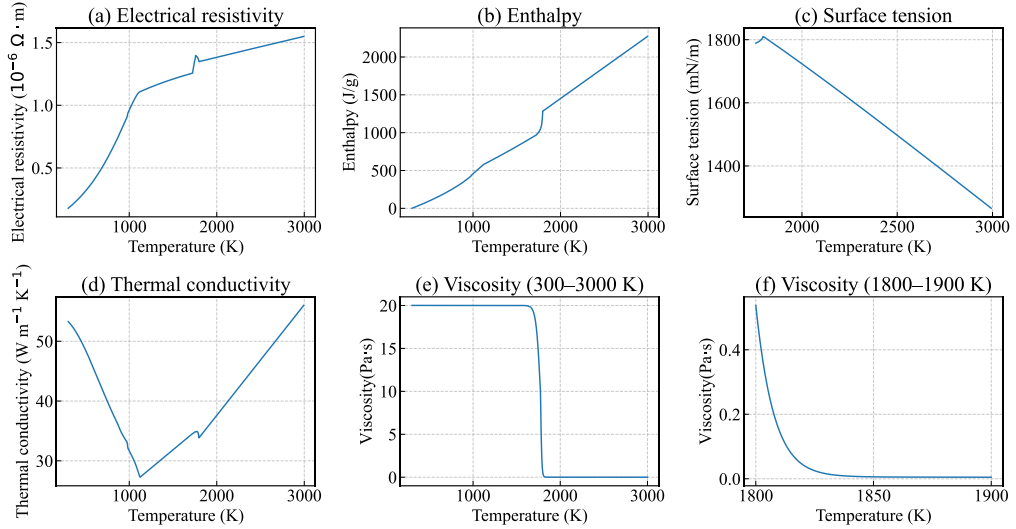 (a) Electrical resistivity
Electrical resistivity (10⁻⁶ Ω · m)
1.5
1.0
0.5
1000
2000
3000
Temperature (K)
(b) Enthalpy
Enthalpy (J/g)
2000
1500
1000
500
0
1000
2000
3000
Temperature (K)
(c) Surface tension
Surface tension (mN/m)
1800
1600
1400
2000
2500
3000
Temperature (K)
(d) Thermal conductivity
Thermal conductivity (W m⁻¹ K⁻¹)
50
40
30
1000
2000
3000
Temperature (K)
(e) Viscosity (300–3000 K)
Viscosity(Pa·s)
20
15
10
5
0
1000
2000
3000
Temperature (K)
(f) Viscosity (1800–1900 K)
Viscosity(Pa·s)
0.4
0.2
0.0
1800
1850
1900
Temperature (K)